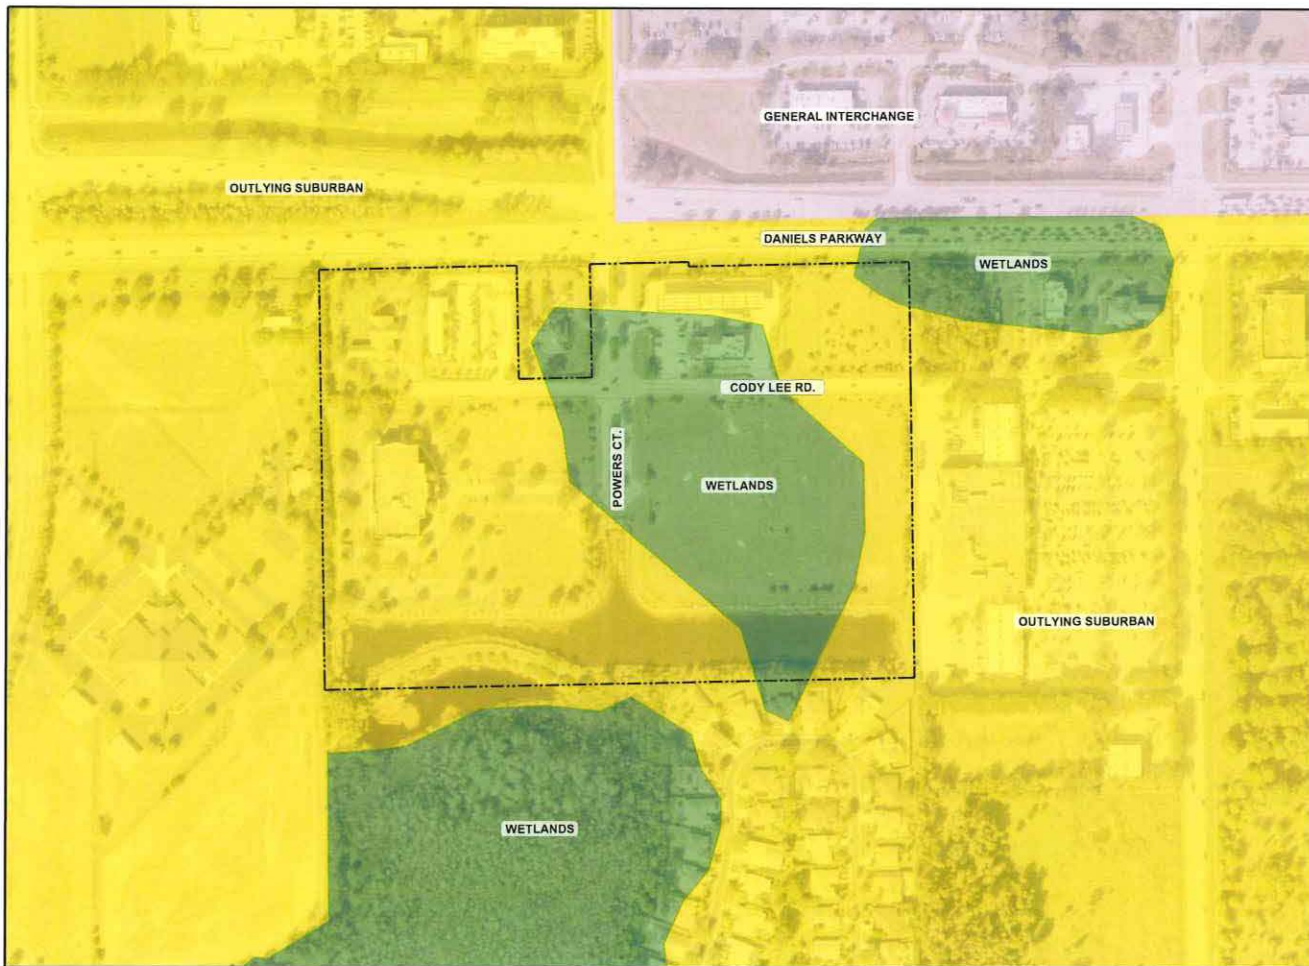 GENERAL INTERCHANGE
OUTLYING SUBURBAN
DANIELS PARKWAY
WETLANDS
CODY LEE RD.
POWERS CT.
WETLANDS
OUTLYING SUBURBAN
WETLANDS